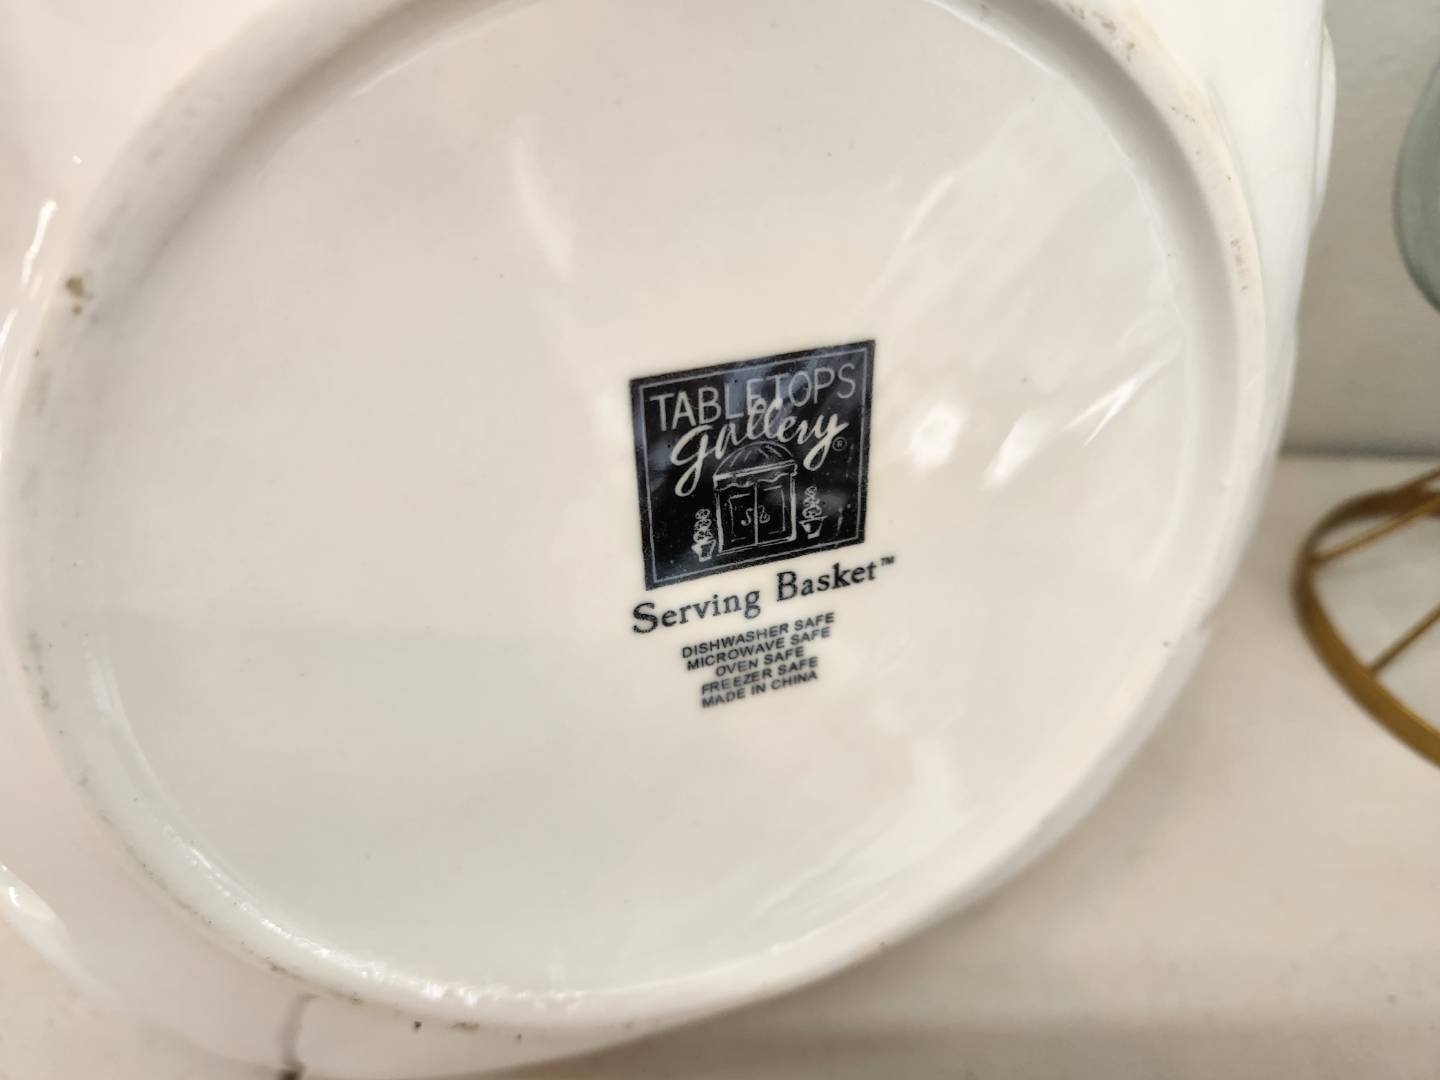 TABLETOPS
gallery®
Serving Basket™
DISHWASHER SAFE
MICROWAVE SAFE
OVEN SAFE
FREEZER SAFE
MADE IN CHINA